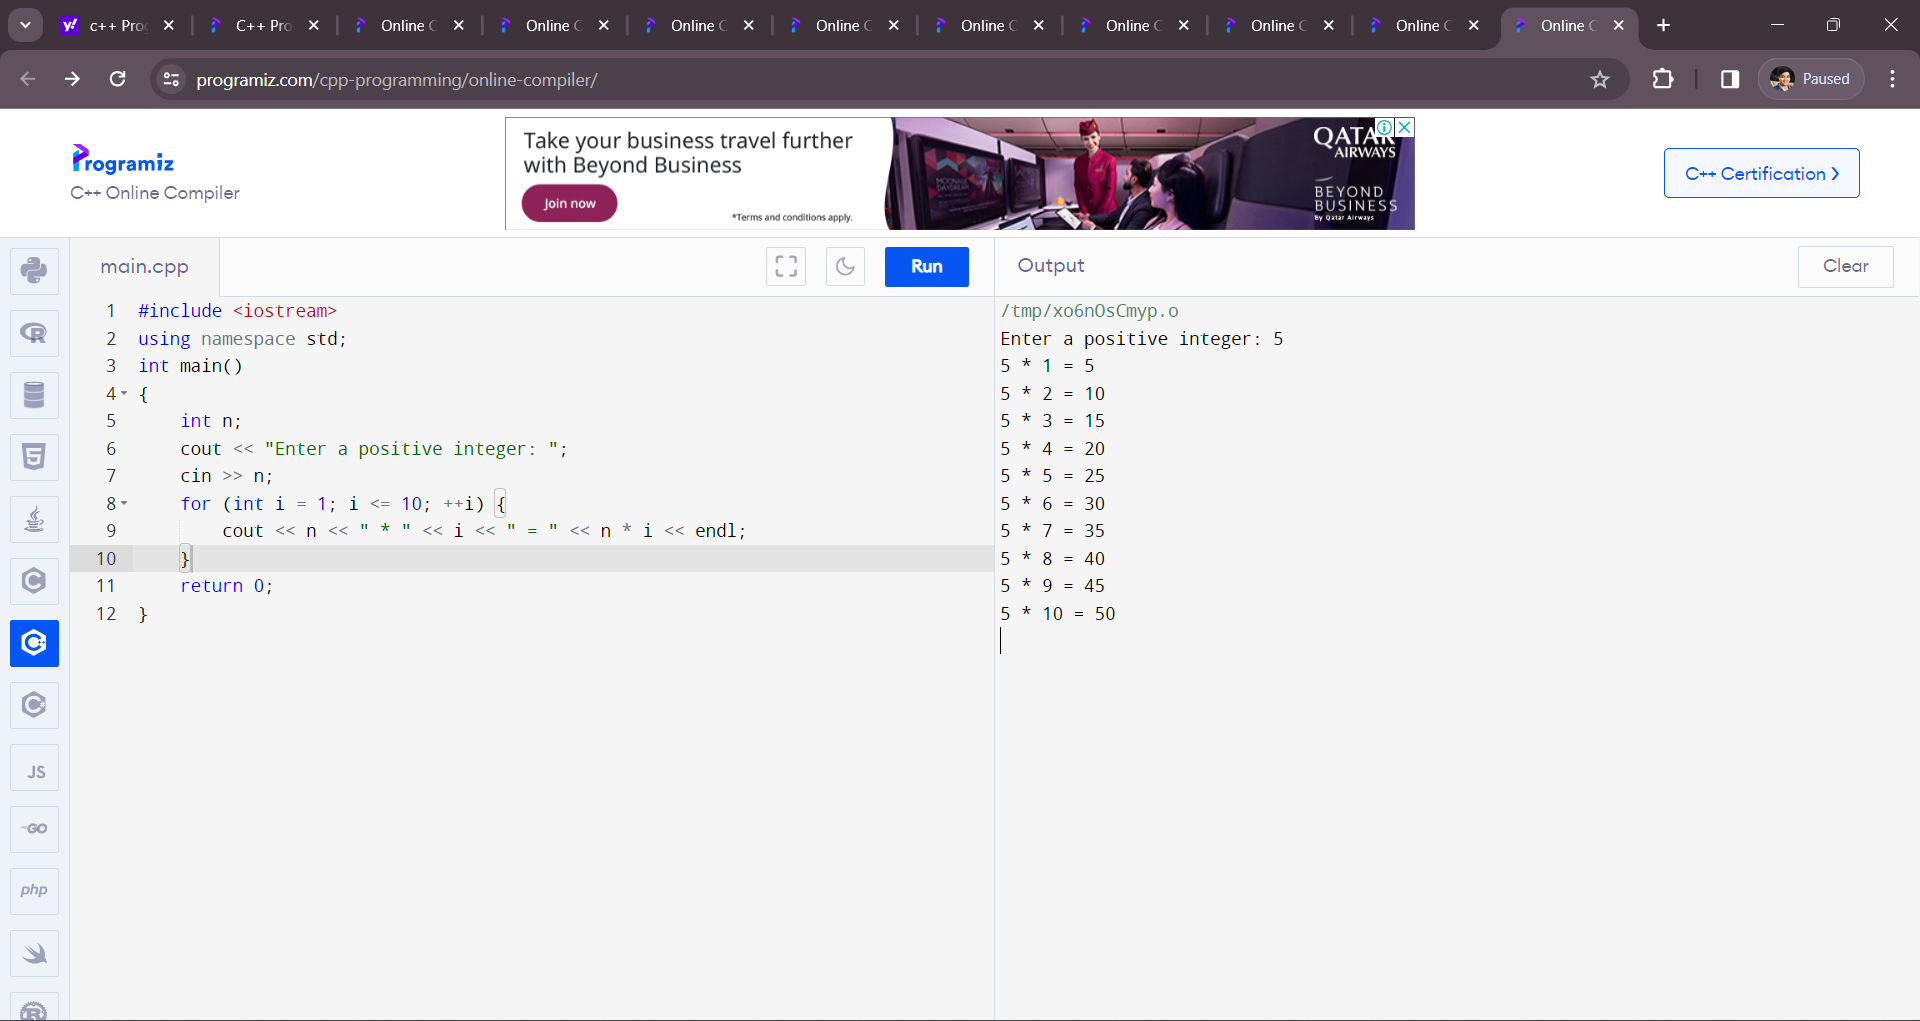 c++ Pro
C++ Pro
Online C
Online C
Online C
Online C
Online C
Online C
Online C
Online C
Online C
programiz.com/cpp-programming/online-compiler/
Paused
Programiz
C++ Online Compiler
Take your business travel further
with Beyond Business
Join now
*Terms and conditions apply.
QATAR
AIRWAYS
BEYOND
BUSINESS
By Qatar Airways
C++ Certification
main.cpp
Run
Output
Clear
1 #include <iostream>
2 using namespace std;
3 int main()
4 {
5     int n;
6     cout << "Enter a positive integer: ";
7     cin >> n;
8     for (int i = 1; i <= 10; ++i) {
9         cout << n << " * " << i << " = " << n * i << endl;
10     }
11     return 0;
12 }
/tmp/xo6nOsCmyp.o
Enter a positive integer: 5
5 * 1 = 5
5 * 2 = 10
5 * 3 = 15
5 * 4 = 20
5 * 5 = 25
5 * 6 = 30
5 * 7 = 35
5 * 8 = 40
5 * 9 = 45
5 * 10 = 50
JS
GO
php